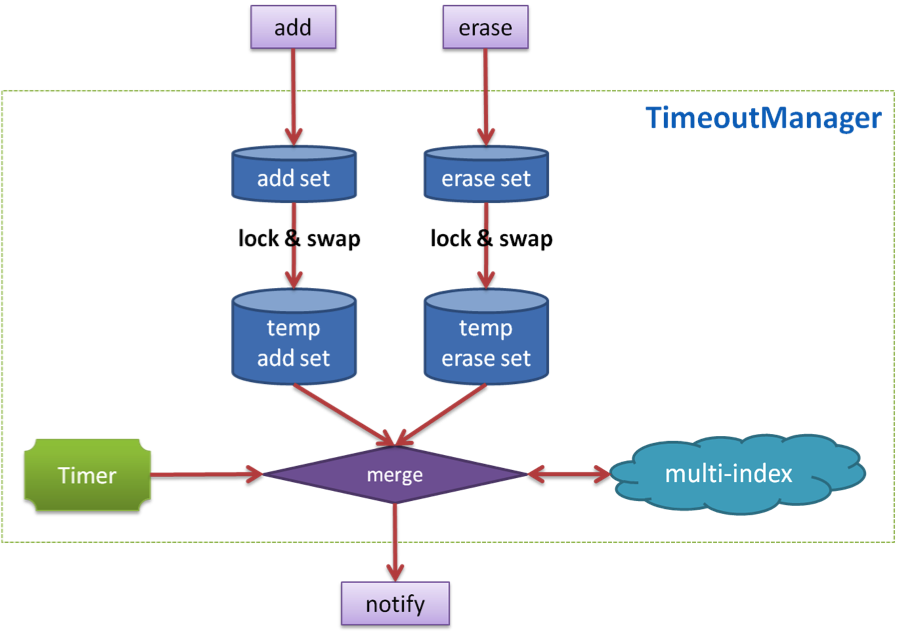 add
erase
TimeoutManager
add set
erase set
lock & swap
lock & swap
temp
add set
temp
erase set
Timer
merge
multi-index
notify